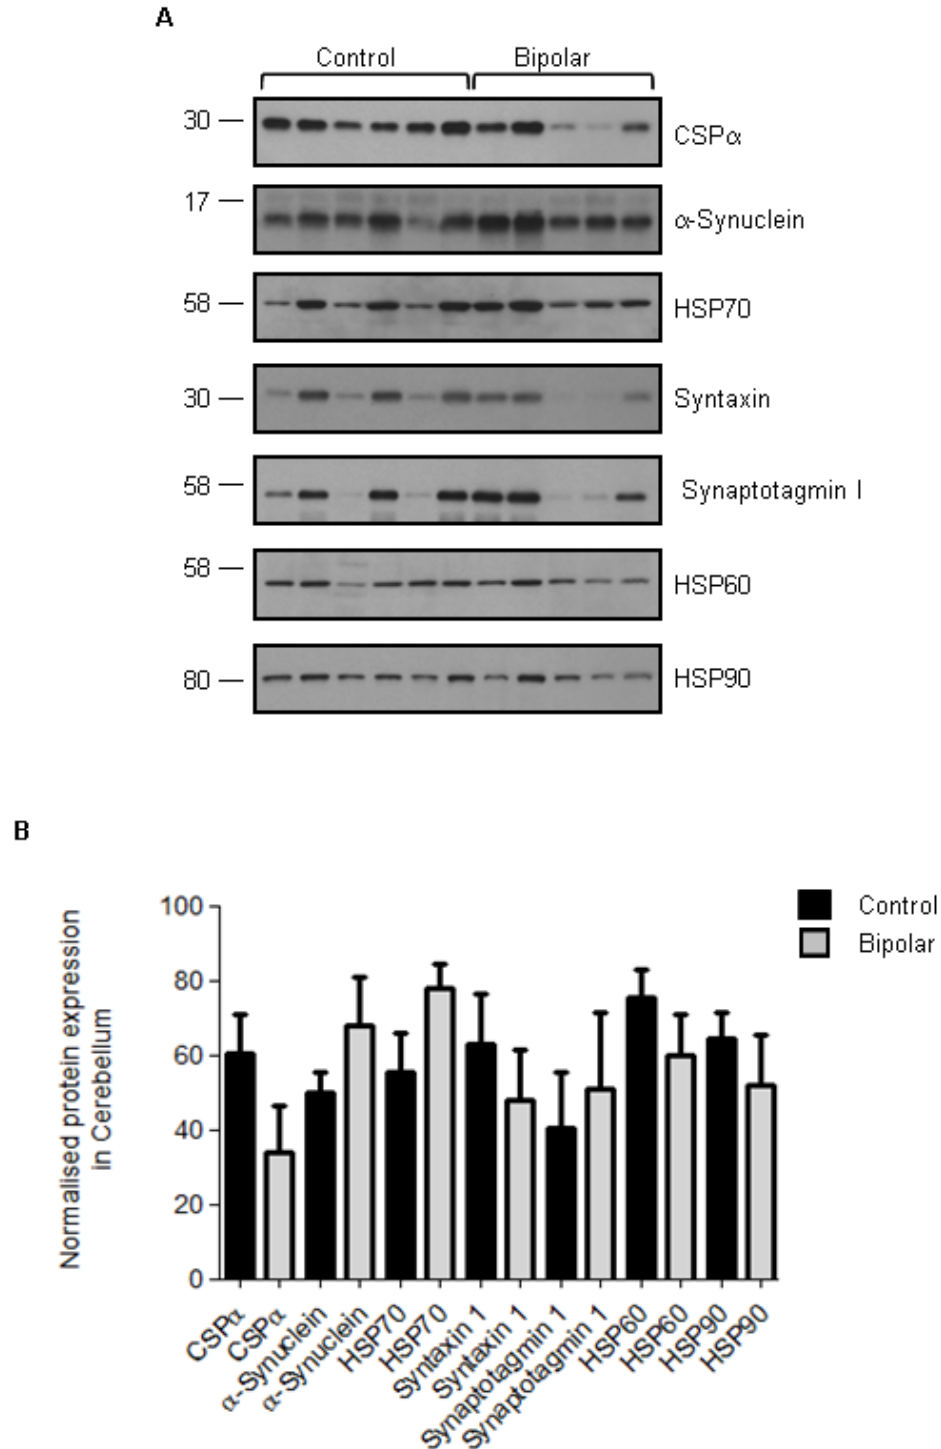 A
Control Bipolar
30 CSPα
17 α-Synuclein
58 HSP70
30 Syntaxin
58 Synaptotagmin I
58 HSP60
80 HSP90
B
Normalised protein expression
in Cerebellum
100
80
60
40
20
0
Control
Bipolar
CSPα
CSPα
α-Synuclein
α-Synuclein
HSP70
HSP70
Syntaxin 1
Syntaxin 1
Synaptotagmin 1
Synaptotagmin 1
HSP60
HSP60
HSP90
HSP90